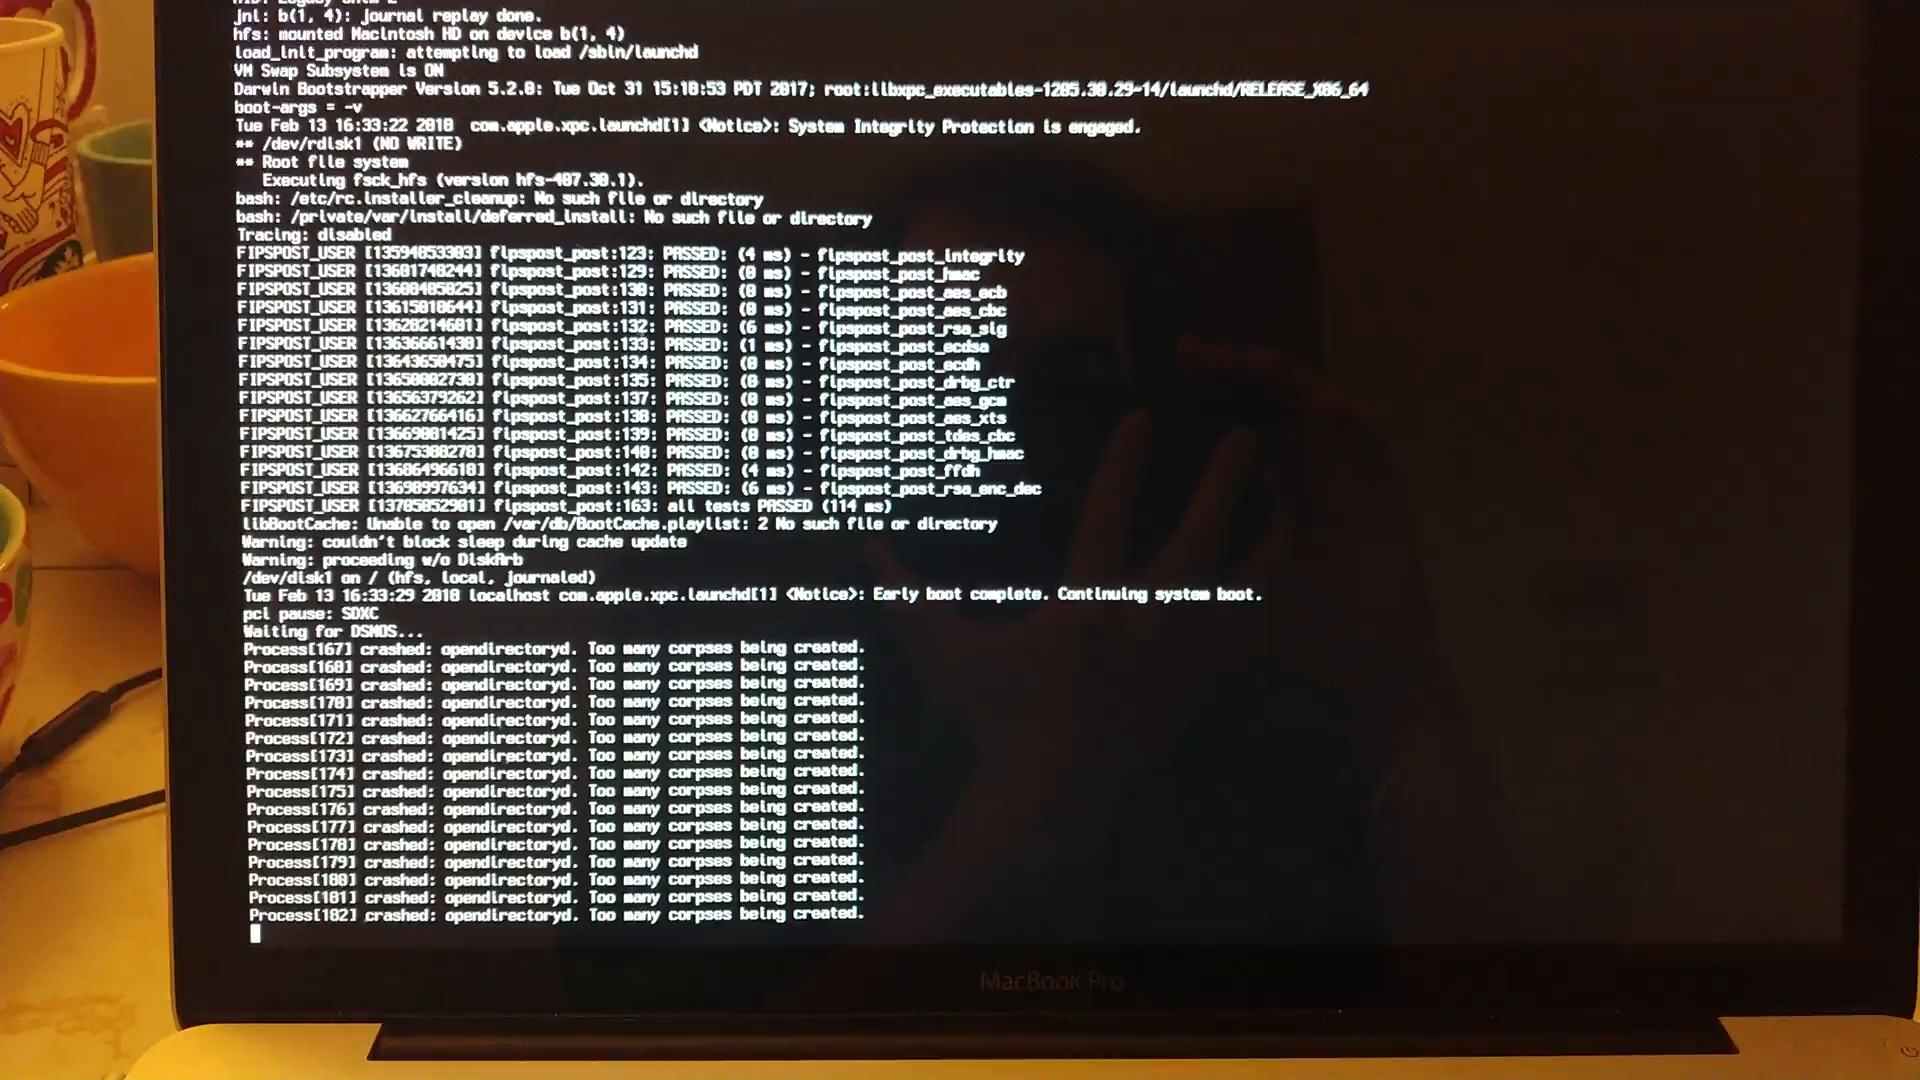 jnl: b(1, 4): journal replay done.
hfs: mounted Macintosh HD on device b(1, 4)
load_init_program: attempting to load /sbin/launchd
VM Swap Subsystem is ON
Darwin Bootstrapper Version 5.2.0: Tue Oct 31 15:18:53 PDT 2017; root:libxpc_executables-1205.30.29~14/launchd/RELEASE_X86_64
boot-args = -v
Tue Feb 13 16:33:22 2018  com.apple.xpc.launchd[1] <Notice>: System Integrity Protection is engaged.
** /dev/rdisk1 (NO WRITE)
** Root file system
Executing fsck_hfs (version hfs-407.30.1).
bash: /etc/rc.installer_cleanup: No such file or directory
bash: /private/var/install/deferred_install: No such file or directory
Tracing: disabled
FIPSPOST_USER [13594053303] fipspost_post:123: PASSED: (4 ms) - fipspost_post_integrity
FIPSPOST_USER [13601740244] fipspost_post:129: PASSED: (0 ms) - fipspost_post_hmac
FIPSPOST_USER [13608405025] fipspost_post:130: PASSED: (0 ms) - fipspost_post_aes_ecb
FIPSPOST_USER [13615018644] fipspost_post:131: PASSED: (0 ms) - fipspost_post_aes_cbc
FIPSPOST_USER [13628214601] fipspost_post:132: PASSED: (6 ms) - fipspost_post_rsa_sig
FIPSPOST_USER [13636661430] fipspost_post:133: PASSED: (1 ms) - fipspost_post_ecdsa
FIPSPOST_USER [13643650475] fipspost_post:134: PASSED: (0 ms) - fipspost_post_ecdh
FIPSPOST_USER [13650002730] fipspost_post:135: PASSED: (0 ms) - fipspost_post_drbg_ctr
FIPSPOST_USER [13656379262] fipspost_post:137: PASSED: (0 ms) - fipspost_post_aes_gcm
FIPSPOST_USER [13662766416] fipspost_post:138: PASSED: (0 ms) - fipspost_post_aes_xts
FIPSPOST_USER [13669001425] fipspost_post:139: PASSED: (0 ms) - fipspost_post_tdes_cbc
FIPSPOST_USER [13675308278] fipspost_post:140: PASSED: (0 ms) - fipspost_post_drbg_hmac
FIPSPOST_USER [13686496610] fipspost_post:142: PASSED: (4 ms) - fipspost_post_ffdh
FIPSPOST_USER [13698997634] fipspost_post:143: PASSED: (6 ms) - fipspost_post_rsa_enc_dec
FIPSPOST_USER [13705052901] fipspost_post:163: all tests PASSED (114 ms)
libBootCache: Unable to open /var/db/BootCache.playlist: 2 No such file or directory
Warning: couldn't block sleep during cache update
Warning: proceeding w/o DiskArb
/dev/disk1 on / (hfs, local, journaled)
Tue Feb 13 16:33:29 2018 localhost com.apple.xpc.launchd[1] <Notice>: Early boot complete. Continuing system boot.
pci pause: SDXC
Waiting for DSMOS...
Process[167] crashed: opendirectoryd. Too many corpses being created.
Process[168] crashed: opendirectoryd. Too many corpses being created.
Process[169] crashed: opendirectoryd. Too many corpses being created.
Process[170] crashed: opendirectoryd. Too many corpses being created.
Process[171] crashed: opendirectoryd. Too many corpses being created.
Process[172] crashed: opendirectoryd. Too many corpses being created.
Process[173] crashed: opendirectoryd. Too many corpses being created.
Process[174] crashed: opendirectoryd. Too many corpses being created.
Process[175] crashed: opendirectoryd. Too many corpses being created.
Process[176] crashed: opendirectoryd. Too many corpses being created.
Process[177] crashed: opendirectoryd. Too many corpses being created.
Process[178] crashed: opendirectoryd. Too many corpses being created.
Process[179] crashed: opendirectoryd. Too many corpses being created.
Process[180] crashed: opendirectoryd. Too many corpses being created.
Process[181] crashed: opendirectoryd. Too many corpses being created.
Process[182] crashed: opendirectoryd. Too many corpses being created.
MacBook Pro